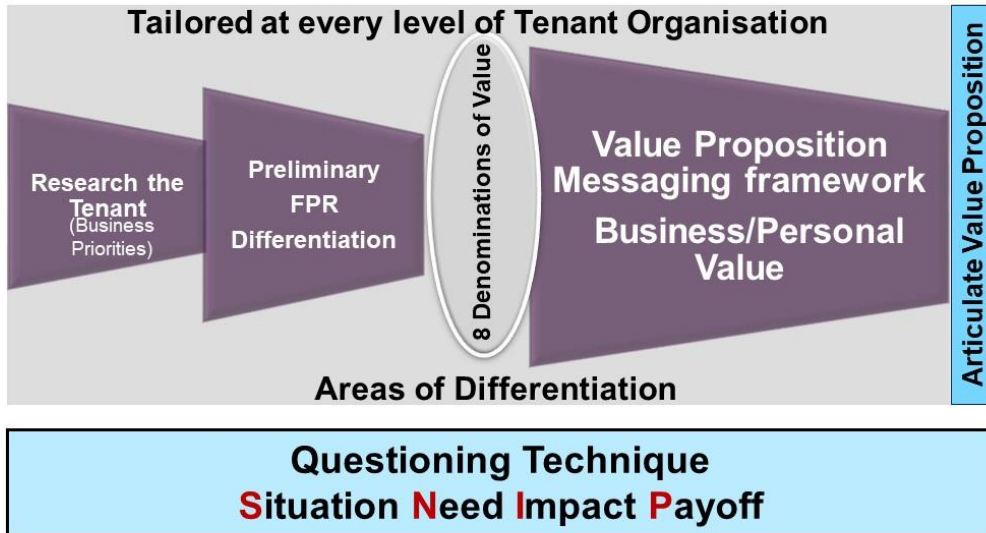 Tailored at every level of Tenant Organisation
Research the
Tenant
(Business
Priorities)
Preliminary
FPR
Differentiation
8 Denominations of Value
Value Proposition
Messaging framework
Business/Personal
Value
Articulate Value Proposition
Areas of Differentiation
Questioning Technique
Situation Need Impact Payoff